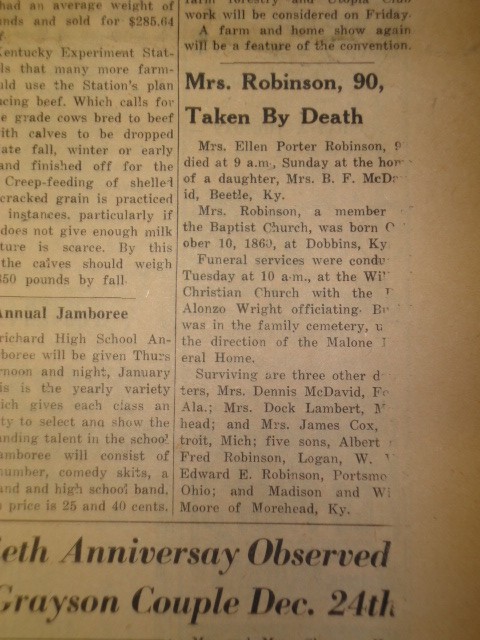 had an average weight of
and sold for $285.64
Kentucky Experiment Stat-
that many more farm-
use the Station's plan
beef. Which calls for
grade cows bred to beef
with calves to be dropped
late fall, winter or early
and finished off for the
Creep-feeding of shelled
cracked grain is practiced
instances, particularly if
does not give enough milk
is scarce. By this
the calves should weigh
pounds by fall.
Annual Jamboree
High School An-
will be given Thurs
and night, January
is the yearly variety
gives each class an
to select and show the
talent in the school
will consist of
number, comedy skits, a
and high school band.
price is 25 and 40 cents.
work will be considered on Friday.
A farm and home show again
will be a feature of the convention.
Mrs. Robinson, 90,
Taken By Death
Mrs. Ellen Porter Robinson, 9
died at 9 a.m., Sunday at the
of a daughter, Mrs. B. F.
id, Beetle, Ky.
Mrs. Robinson, a member
the Baptist Church, was born
ober 10, 1860, at Dobbins, Ky
Funeral services were
Tuesday at 10 a.m., at the
Christian Church with the
Alonzo Wright officiating.
was in the family cemetery,
the direction of the Malone
eral Home.
Surviving are three other
ters, Mrs. Dennis McDavid,
Ala.; Mrs. Dock Lambert,
head; and Mrs. James Cox,
troit, Mich; five sons, Albert
Fred Robinson, Logan, W.
Edward E. Robinson,
Ohio; and Madison and
Moore of Morehead, Ky.
Anniversay Observed
Grayson Couple Dec. 24th